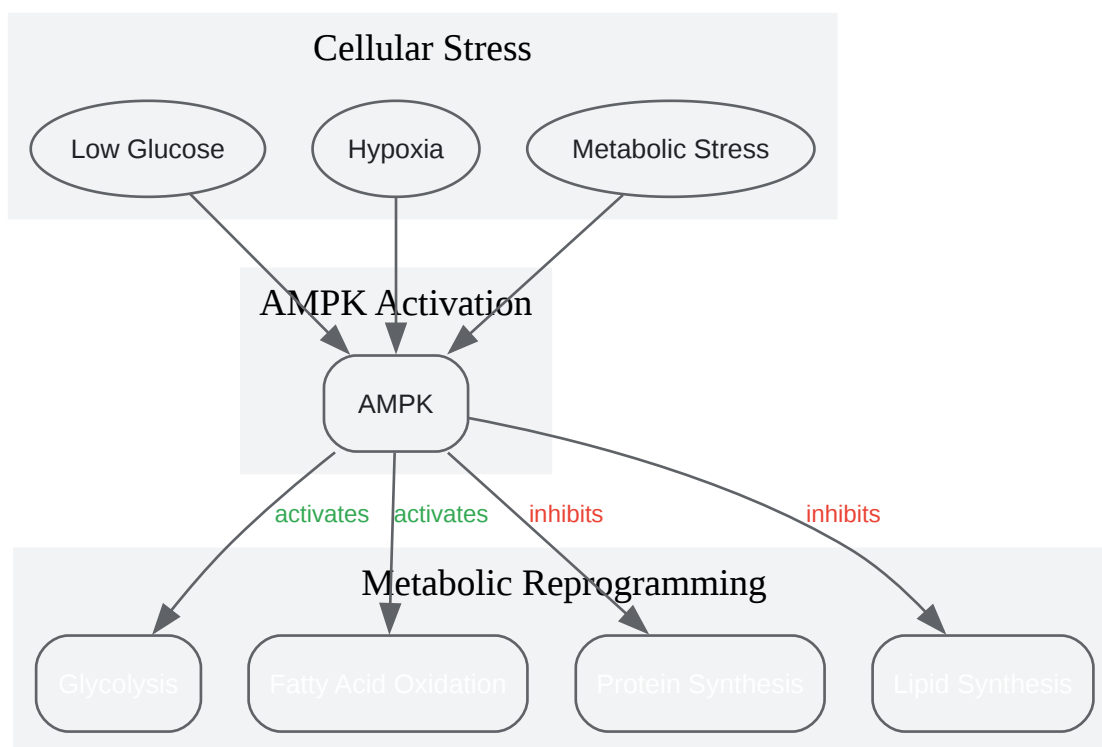 Cellular Stress
Low Glucose
Hypoxia
Metabolic Stress
AMPK Activation
AMPK
activates
activates
inhibits
inhibits
Metabolic Reprogramming
Glycolysis
Fatty Acid Oxidation
Protein Synthesis
Lipid Synthesis